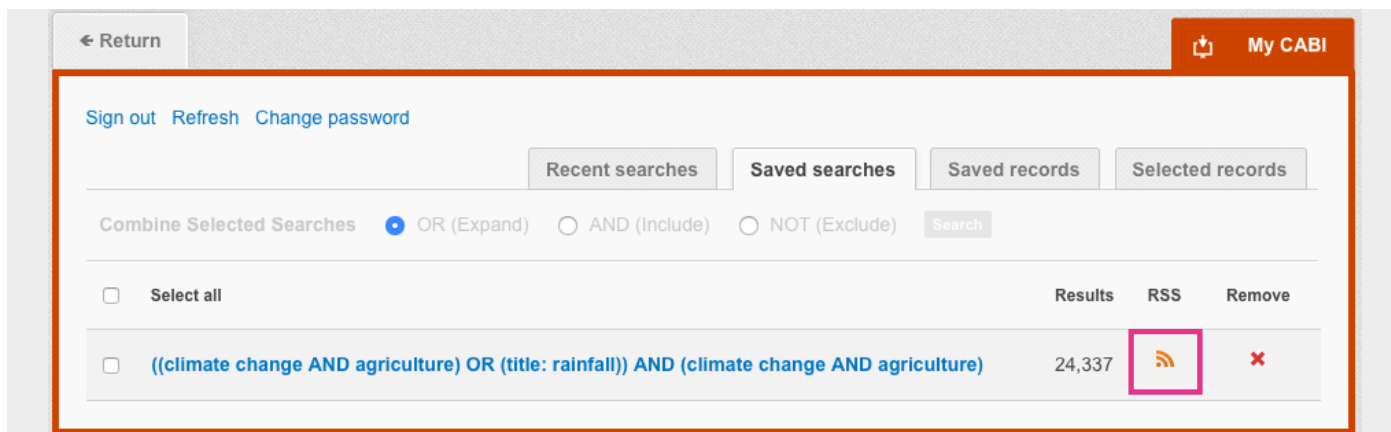 Return
My CABI
Sign out Refresh Change password
Recent searches Saved searches Saved records Selected records
Combine Selected Searches OR (Expand) AND (Include) NOT (Exclude) Search
Select all Results RSS Remove
((climate change AND agriculture) OR (title: rainfall)) AND (climate change AND agriculture) 24,337